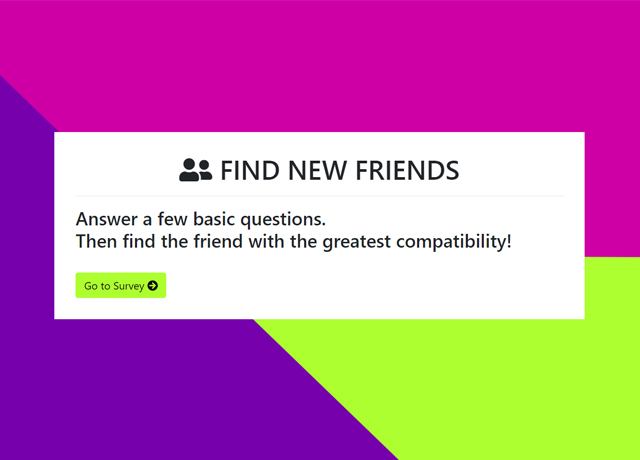 FIND NEW FRIENDS
Answer a few basic questions.
Then find the friend with the greatest compatibility!
Go to Survey